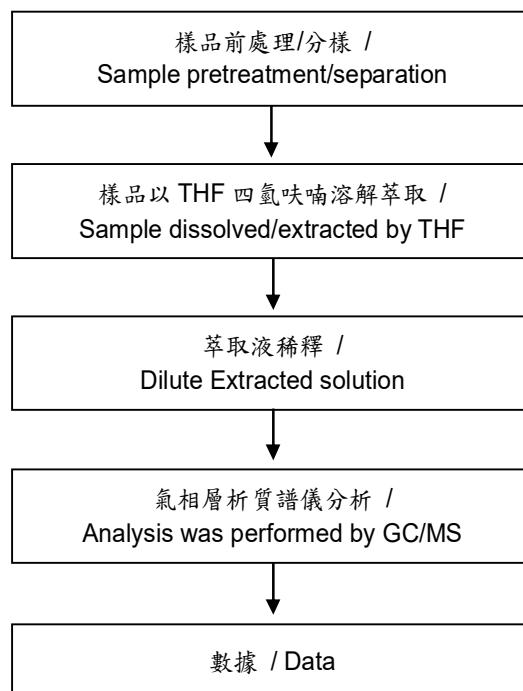 樣品前處理/分樣 /
Sample pretreatment/separation
樣品以 THF 四氫呋喃溶解萃取 /
Sample dissolved/extracted by THF
萃取液稀釋 /
Dilute Extracted solution
氣相層析質譜儀分析 /
Analysis was performed by GC/MS
數據 / Data